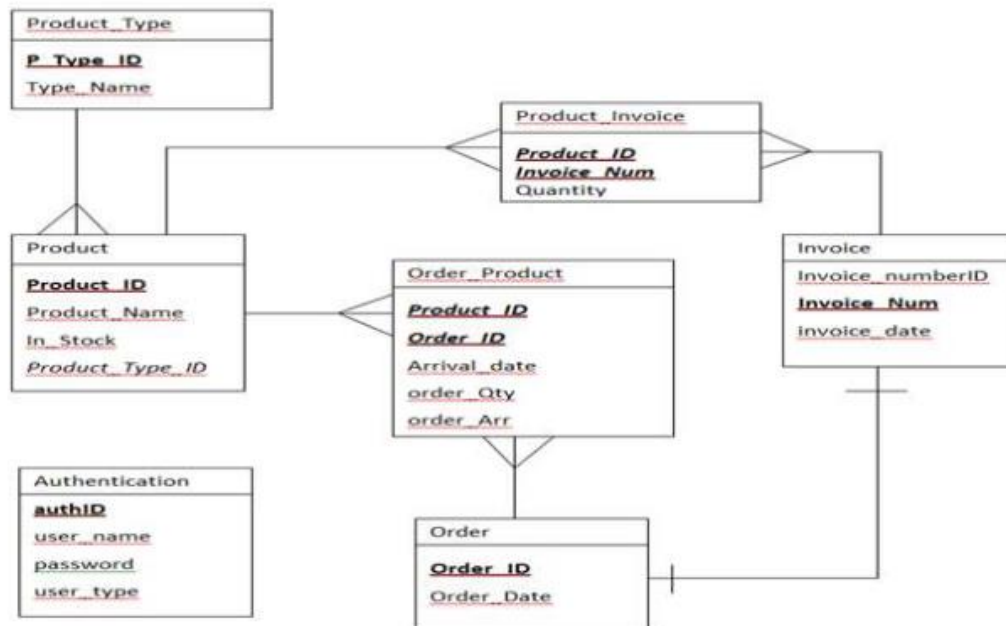 Product_Type
P_Type_ID
Type_Name
Product_Invoice
Product_ID
Invoice_Num
Quantity
Product
Product_ID
Product_Name
In_Stock
Product_Type_ID
Order_Product
Product_ID
Order_ID
Arrival_date
order_Qty
order_Arr
Invoice
Invoice_numberID
Invoice_Num
invoice_date
Authentication
authID
user_name
password
user_type
Order
Order_ID
Order_Date